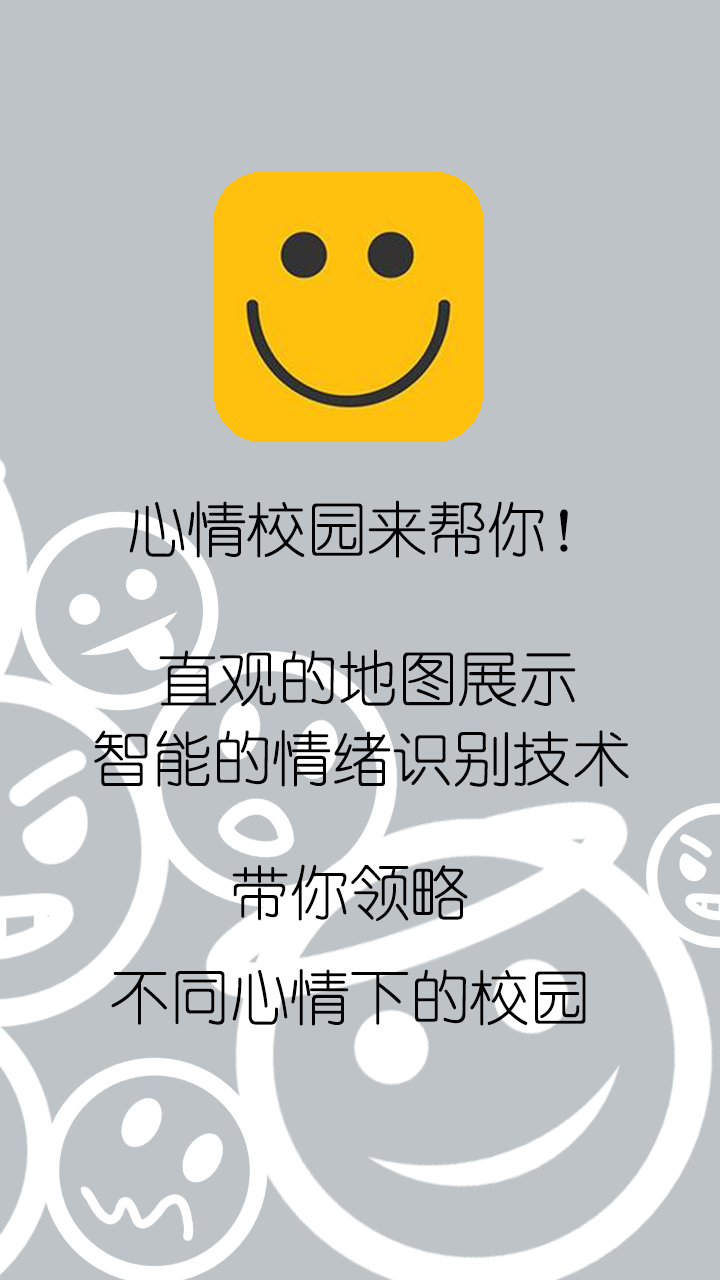 心情校园来帮你!
直观的地图展示
智能的情绪识别技术
带你领略
不同心情下的校园